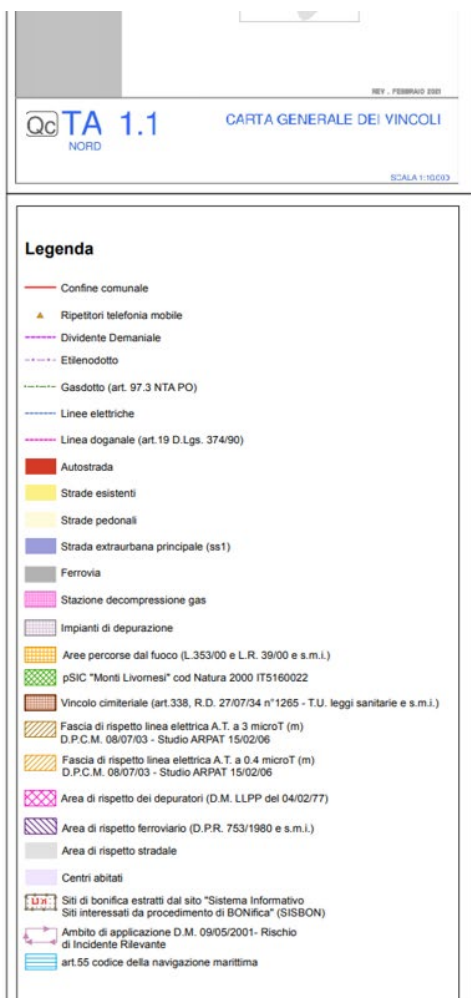 REV . FEBBRAIO 2021
Qc TA 1.1
NORD
CARTA GENERALE DEI VINCOLI
SCALA 1:10000
Legenda
Confine comunale
Ripetitori telefonia mobile
Dividente Demaniale
Etilenodotto
Gasdotto (art. 97.3 NTA PO)
Linee elettriche
Linea doganale (art.19 D.Lgs. 374/90)
Autostrada
Strade esistenti
Strade pedonali
Strada extraurbana principale (ss1)
Ferrovia
Stazione decompressione gas
Impianti di depurazione
Aree percorse dal fuoco (L.353/00 e L.R. 39/00 e s.m.i.)
pSIC "Monti Livornesi" cod Natura 2000 IT5160022
Vincolo cimiteriale (art.338, R.D. 27/07/34 n°1265 - T.U. leggi sanitarie e s.m.i.)
Fascia di rispetto linea elettrica A.T. a 3 microT (m)
D.P.C.M. 08/07/03 - Studio ARPAT 15/02/06
Fascia di rispetto linea elettrica A.T. a 0.4 microT (m)
D.P.C.M. 08/07/03 - Studio ARPAT 15/02/06
Area di rispetto dei depuratori (D.M. LLPP del 04/02/77)
Area di rispetto ferroviario (D.P.R. 753/1980 e s.m.i.)
Area di rispetto stradale
Centri abitati
Siti di bonifica estratti dal sito "Sistema Informativo
Siti interessati da procedimento di BONifica" (SISBON)
Ambito di applicazione D.M. 09/05/2001- Rischio
di Incidente Rilevante
art.55 codice della navigazione marittima